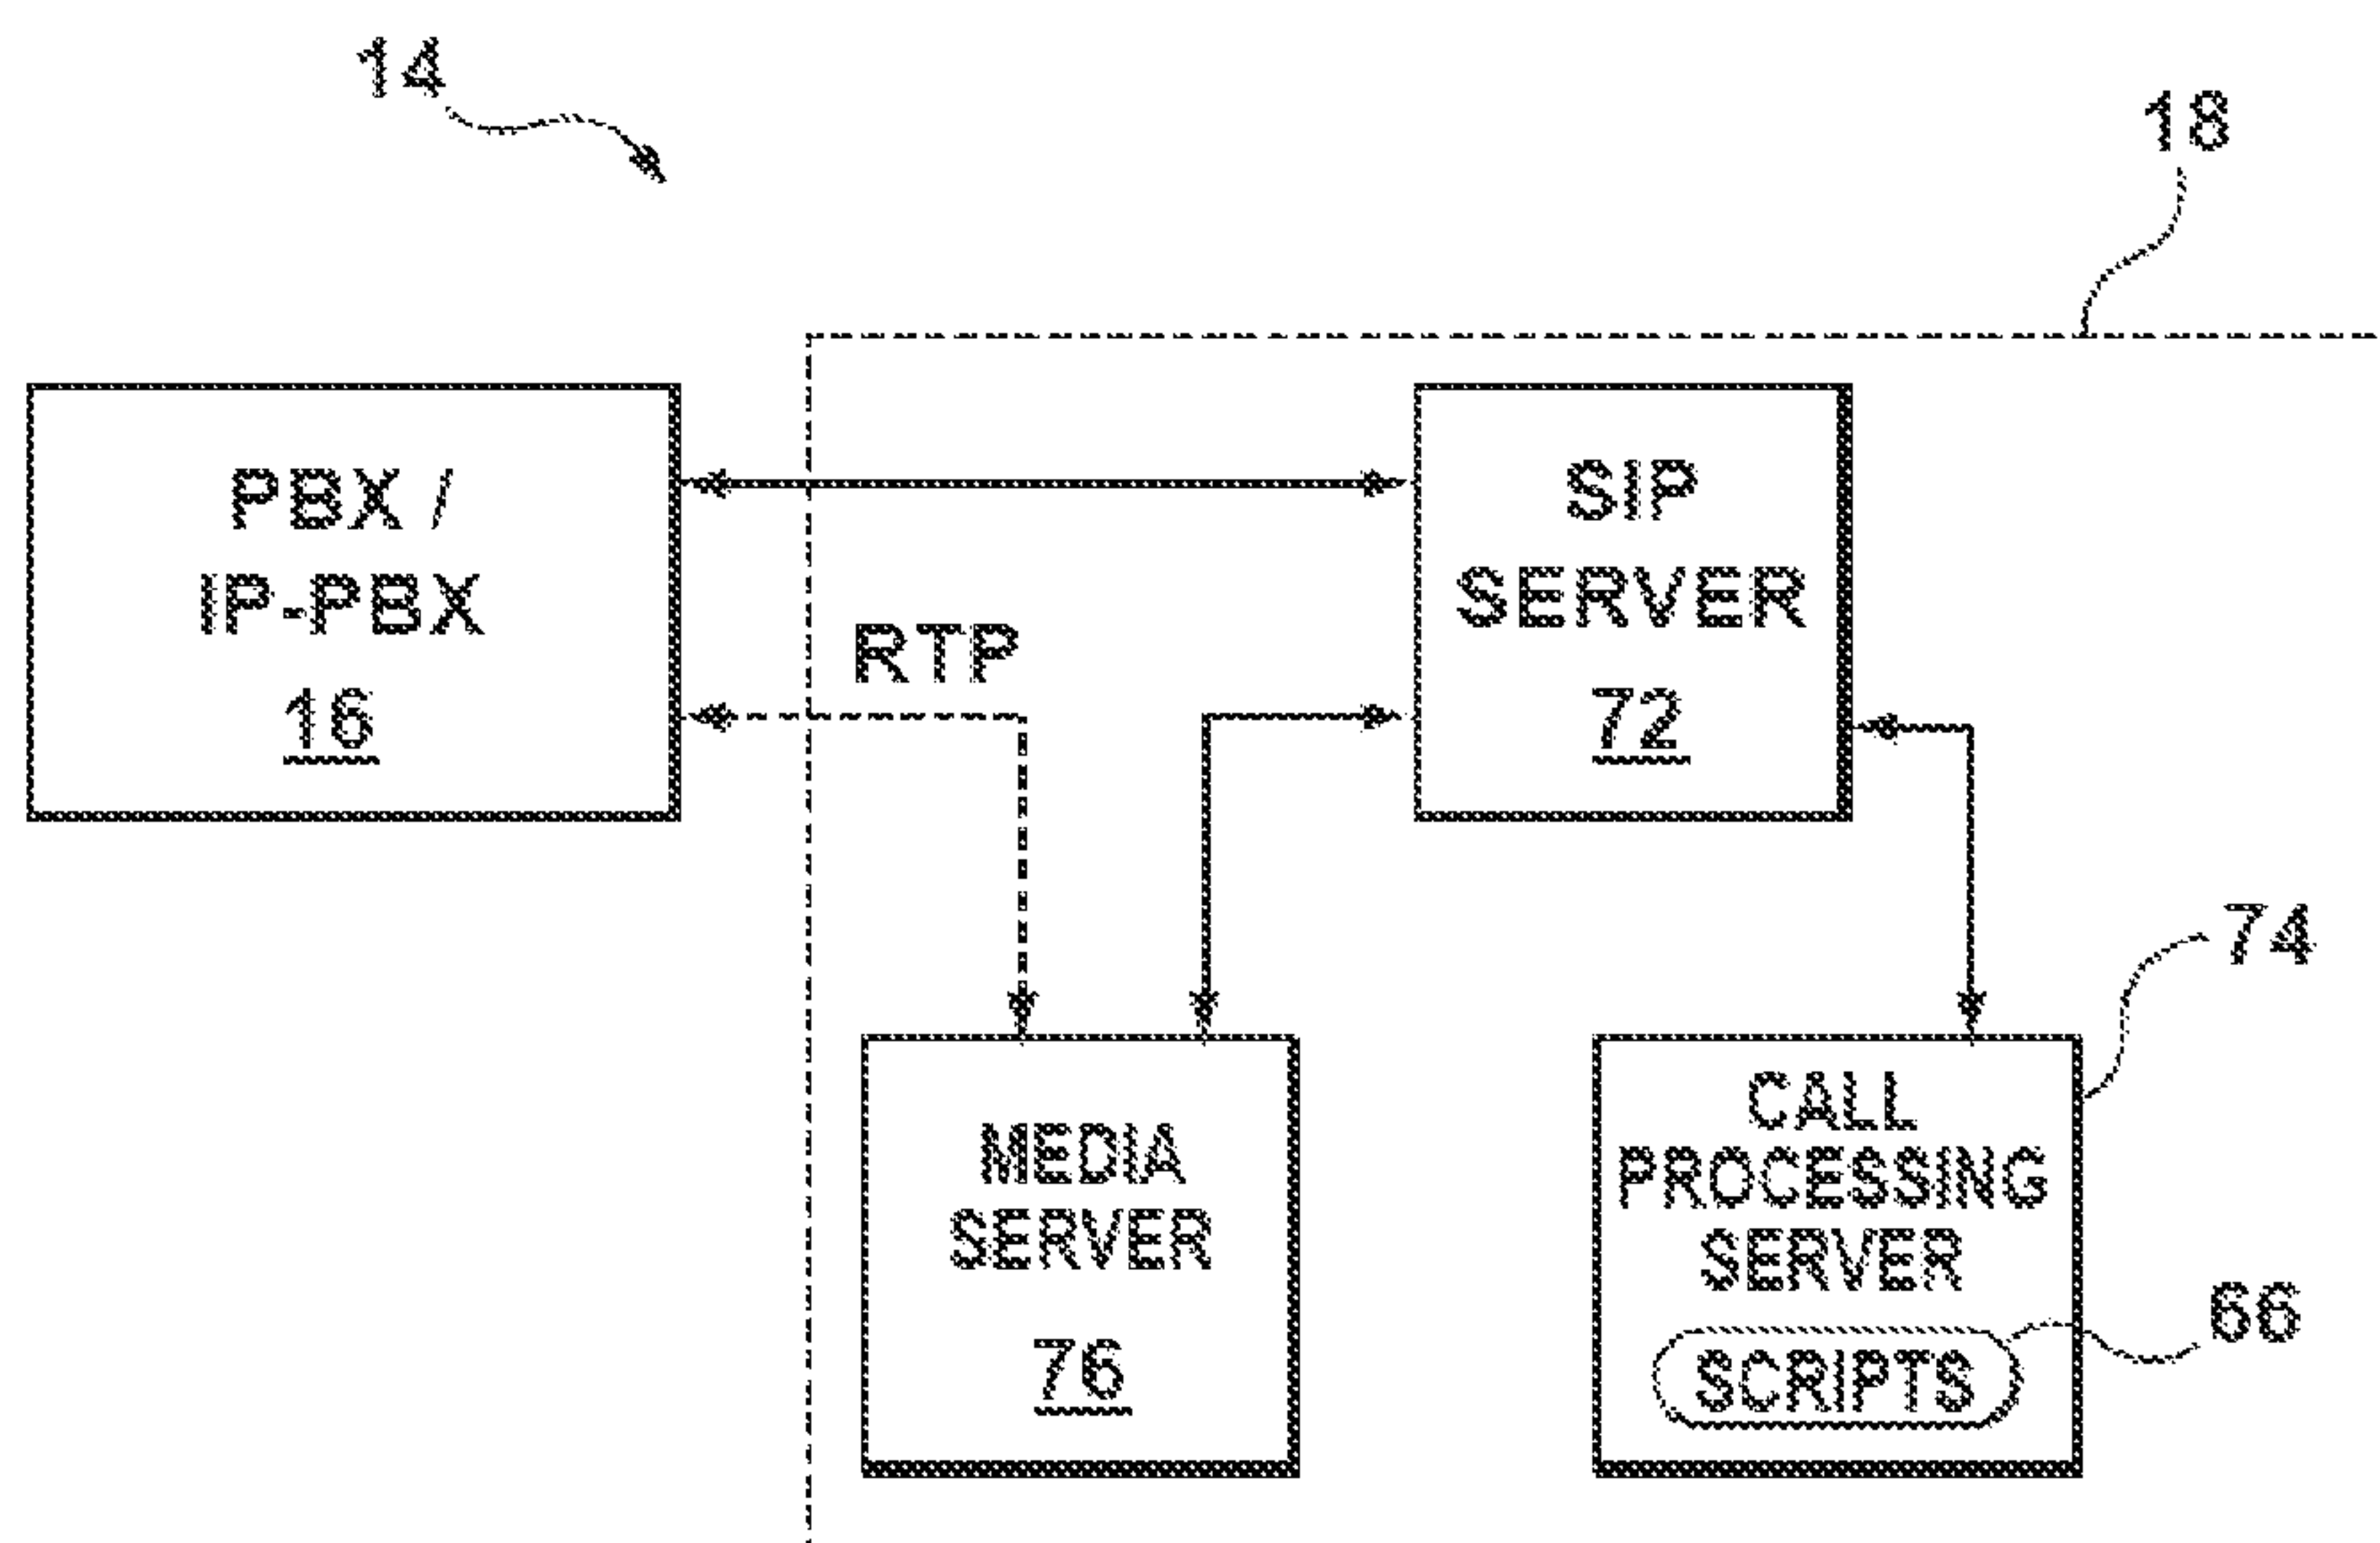 14
18
PBX /
IP-PBX
16
SIP
SERVER
72
RTP
74
MEDIA
SERVER
76
CALL
PROCESSING
SERVER
SCRIPTS
66